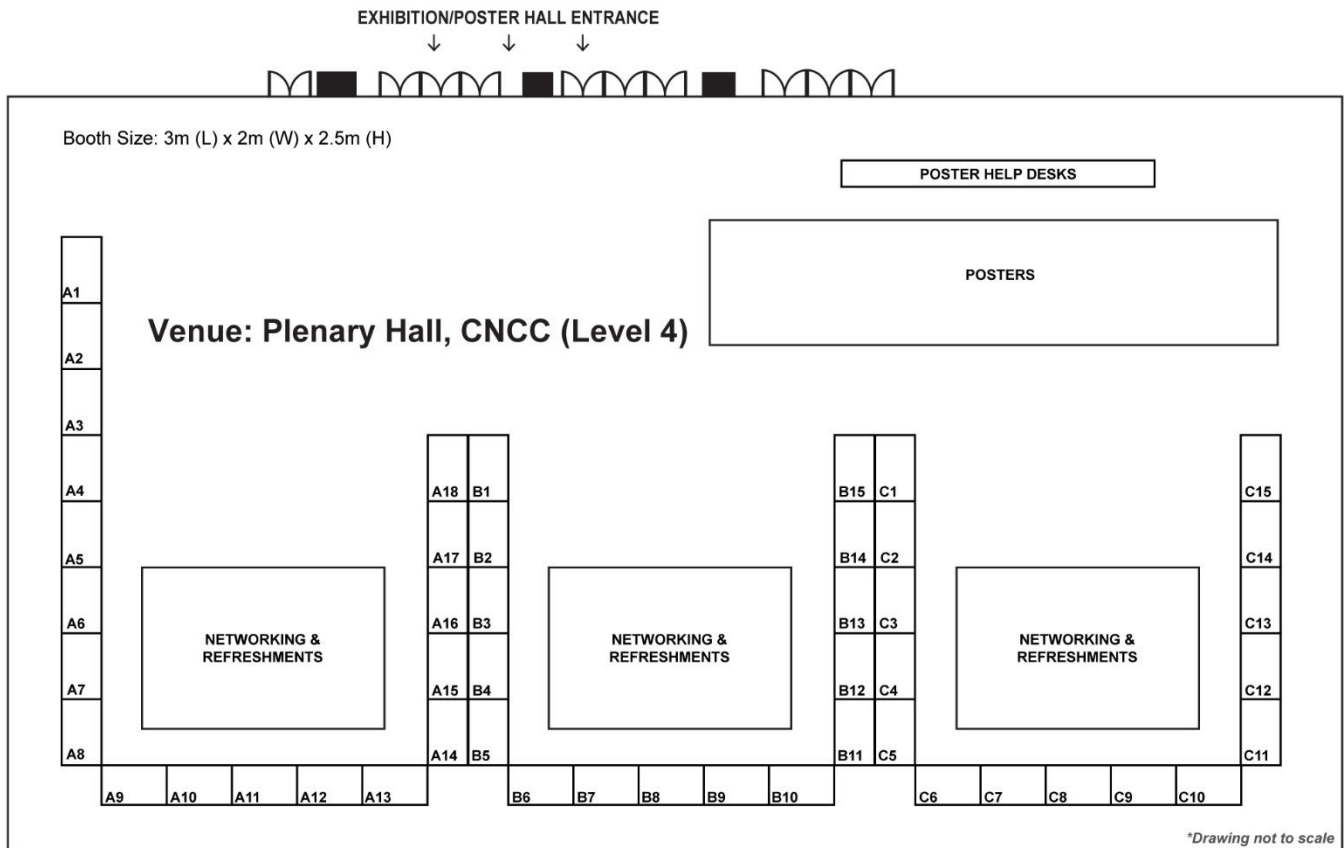 EXHIBITION/POSTER HALL ENTRANCE
Booth Size: 3m (L) x 2m (W) x 2.5m (H)
POSTER HELP DESKS
POSTERS
A1
Venue: Plenary Hall, CNCC (Level 4)
A2
A3
A4
A18 B1
B15 C1
C15
A5
A17 B2
B14 C2
C14
A6
A16 B3
B13 C3
C13
NETWORKING &
REFRESHMENTS
NETWORKING &
REFRESHMENTS
NETWORKING &
REFRESHMENTS
A7
A15 B4
B12 C4
C12
A8
A14 B5
B11 C5
C11
A9 A10 A11 A12 A13
B6 B7 B8 B9 B10
C6 C7 C8 C9 C10
*Drawing not to scale